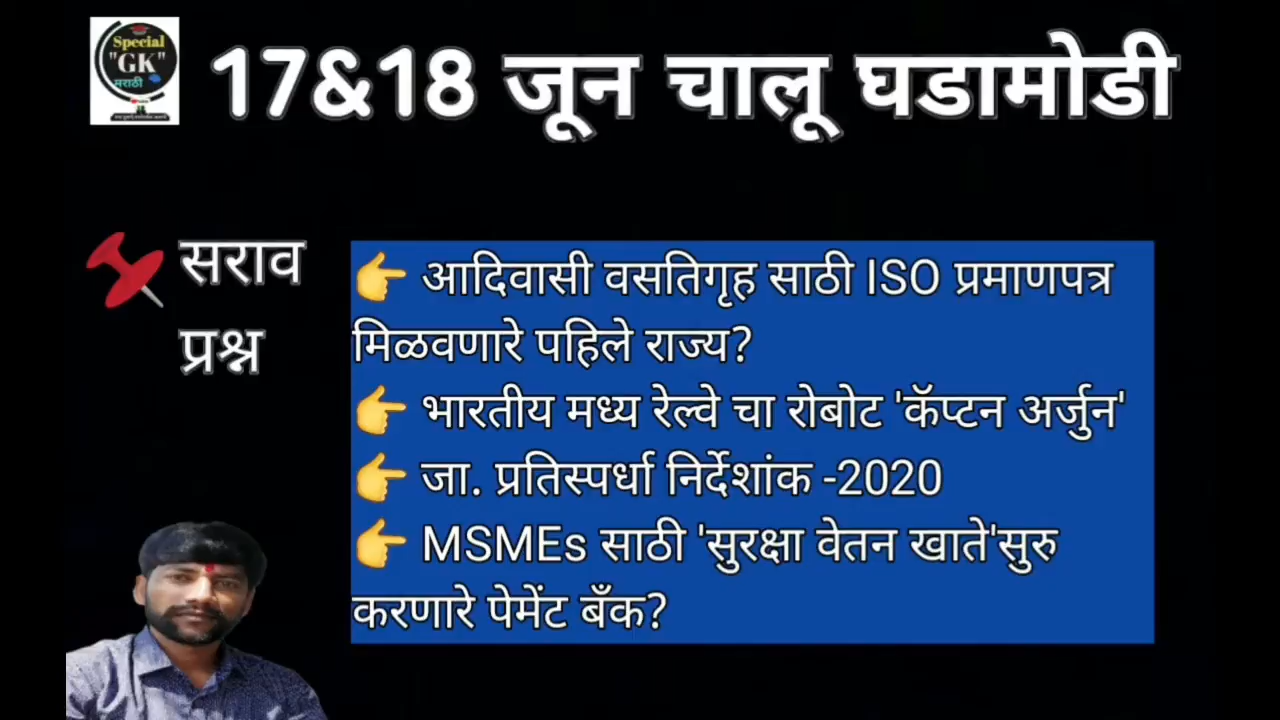 Special
"GK"
मराठी
17&18 जून चालू घडामोडी
सराव
प्रश्न
👉 आदिवासी वसतिगृह साठी ISO प्रमाणपत्र
मिळवणारे पहिले राज्य?
👉 भारतीय मध्य रेल्वे चा रोबोट 'कॅप्टन अर्जुन'
👉 जा. प्रतिस्पर्धा निर्देशांक -2020
👉 MSMEs साठी 'सुरक्षा वेतन खाते'सुरु
करणारे पेमेंट बँक?